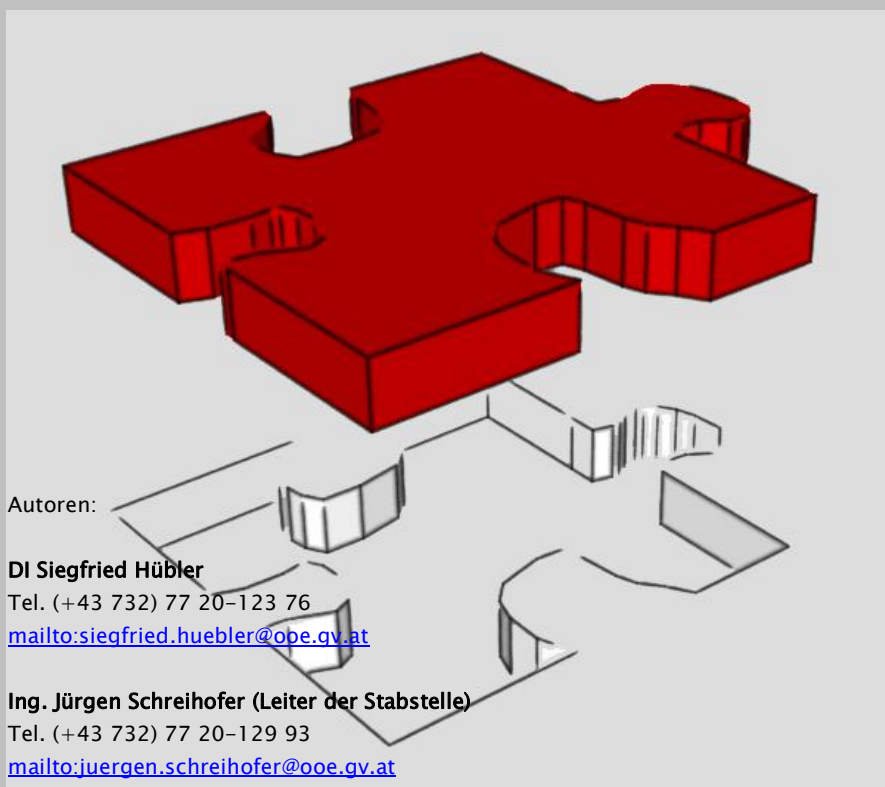 Autoren:
DI Siegfried Hübler
Tel. (+43 732) 77 20-123 76
mailto:siegfried.huebler@ooe.gv.at
Ing. Jürgen Schreihofer (Leiter der Stabstelle)
Tel. (+43 732) 77 20-129 93
mailto:juergen.schreihofer@ooe.gv.at